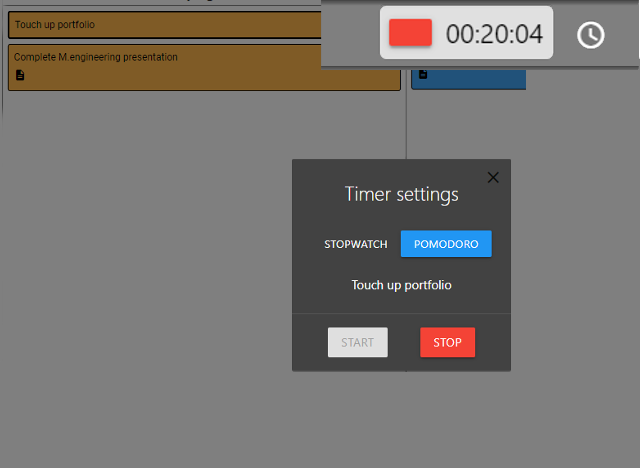 Touch up portfolio
00:20:04
Complete M.engineering presentation
Timer settings
STOPWATCH POMODORO
Touch up portfolio
START STOP